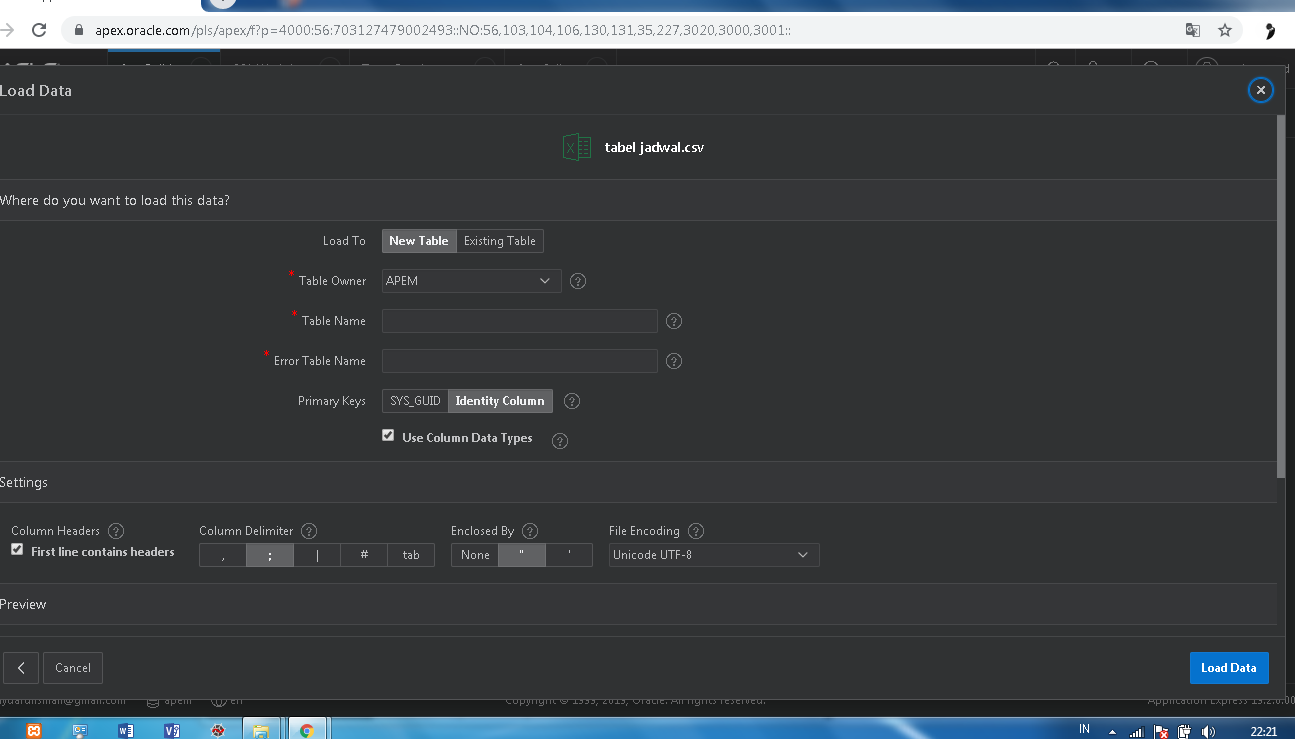 apex.oracle.com/pls/apex/f?p=4000:56:703127479002493::NO:56,103,104,106,130,131,35,227,3020,3000,3001::
Load Data
tabel jadwal.csv
Where do you want to load this data?
Load To New Table Existing Table
* Table Owner APEM ?
* Table Name ?
* Error Table Name ?
Primary Keys SYS_GUID Identity Column ?
Use Column Data Types ?
Settings
Column Headers ? Column Delimiter ? Enclosed By ? File Encoding ?
First line contains headers , ; | # tab None " ' Unicode UTF-8
Preview
Cancel Load Data
apem en Copyright © 1999, 2019, Oracle. All rights reserved. Application Express 19.2.0.00
IN 22:21